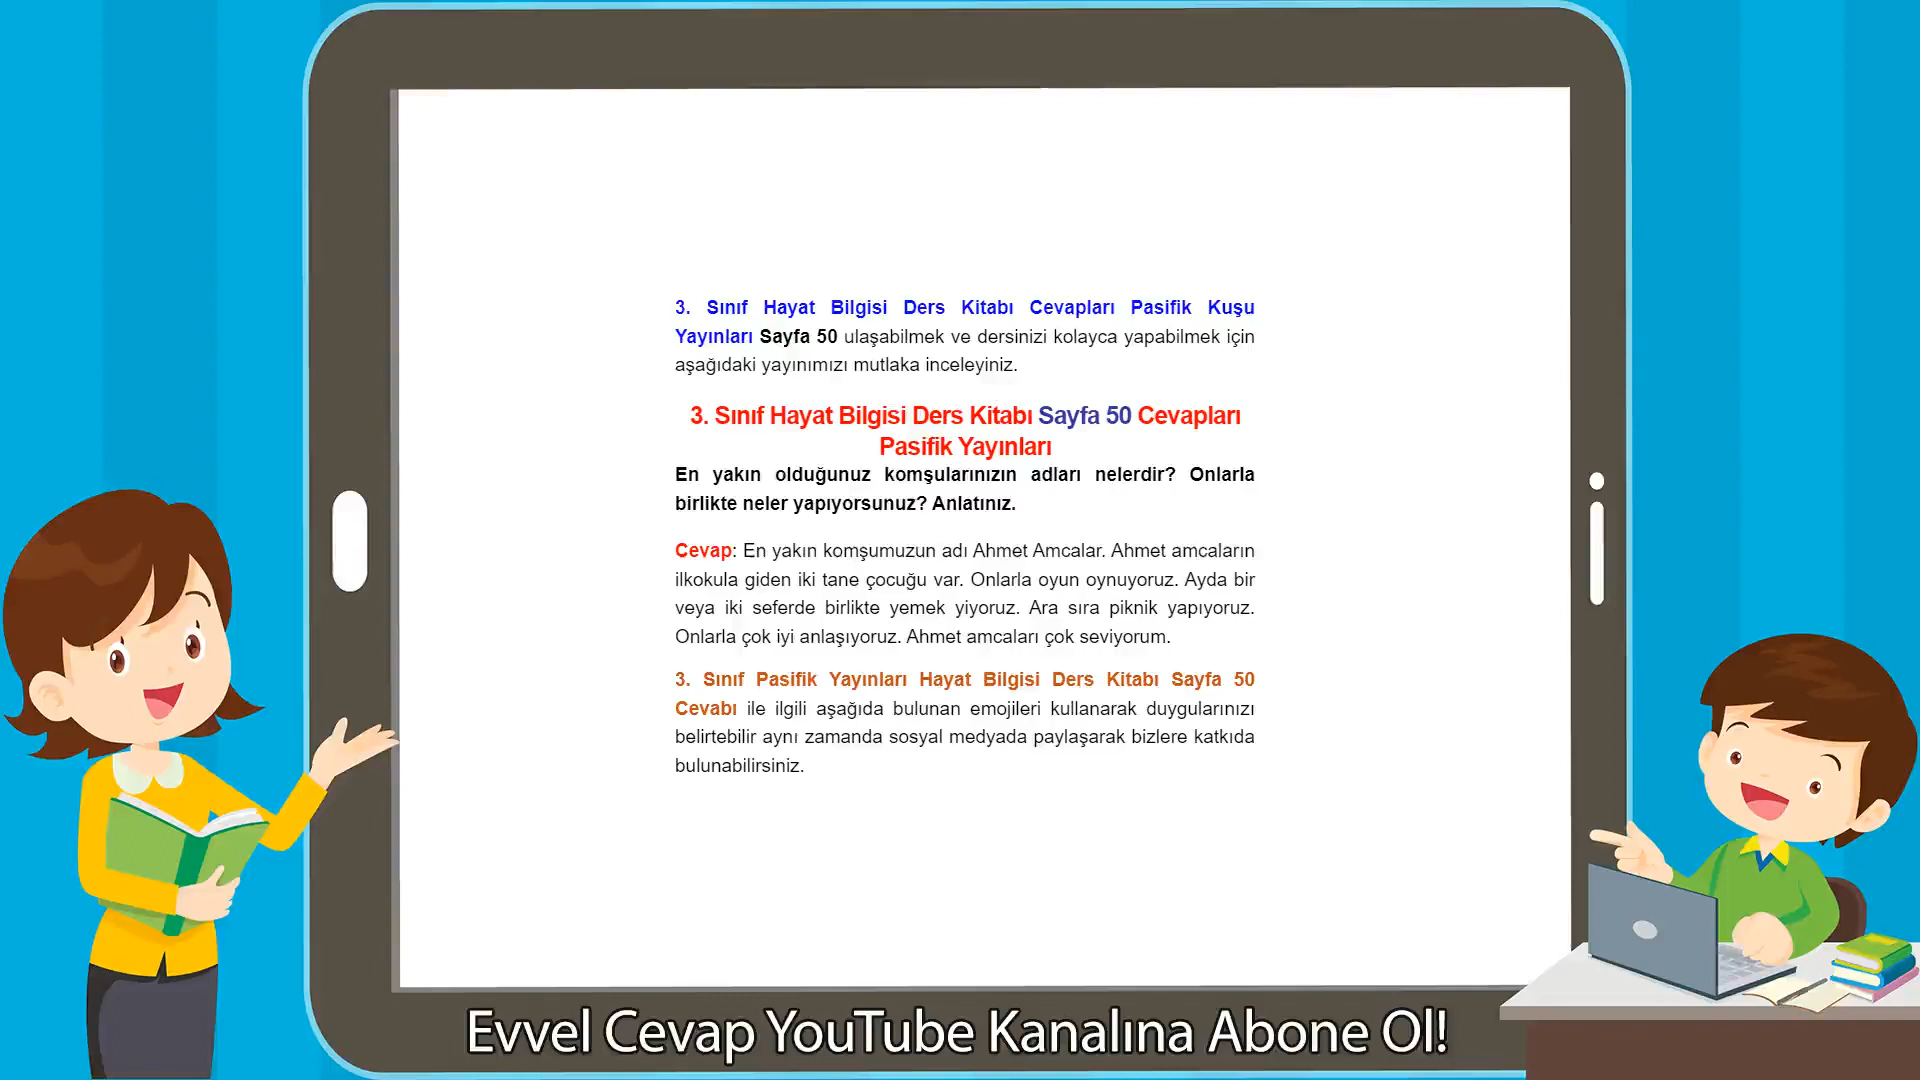 3. Sınıf Hayat Bilgisi Ders Kitabı Cevapları Pasifik Kuşu
Yayınları Sayfa 50 ulaşabilmek ve dersinizi kolayca yapabilmek için
aşağıdaki yayınımızı mutlaka inceleyiniz.
3. Sınıf Hayat Bilgisi Ders Kitabı Sayfa 50 Cevapları
Pasifik Yayınları
En yakın olduğunuz komşularınızın adları nelerdir? Onlarla
birlikte neler yapıyorsunuz? Anlatınız.
Cevap: En yakın komşumuzun adı Ahmet Amcalar. Ahmet amcaların
ilkokula giden iki tane çocuğu var. Onlarla oyun oynuyoruz. Ayda bir
veya iki seferde birlikte yemek yiyoruz. Ara sıra piknik yapıyoruz.
Onlarla çok iyi anlaşıyoruz. Ahmet amcaları çok seviyorum.
3. Sınıf Pasifik Yayınları Hayat Bilgisi Ders Kitabı Sayfa 50
Cevabı ile ilgili aşağıda bulunan emojileri kullanarak duygularınızı
belirtebilir aynı zamanda sosyal medyada paylaşarak bizlere katkıda
bulunabilirsiniz.
Evvel Cevap YouTube Kanalına Abone Ol!